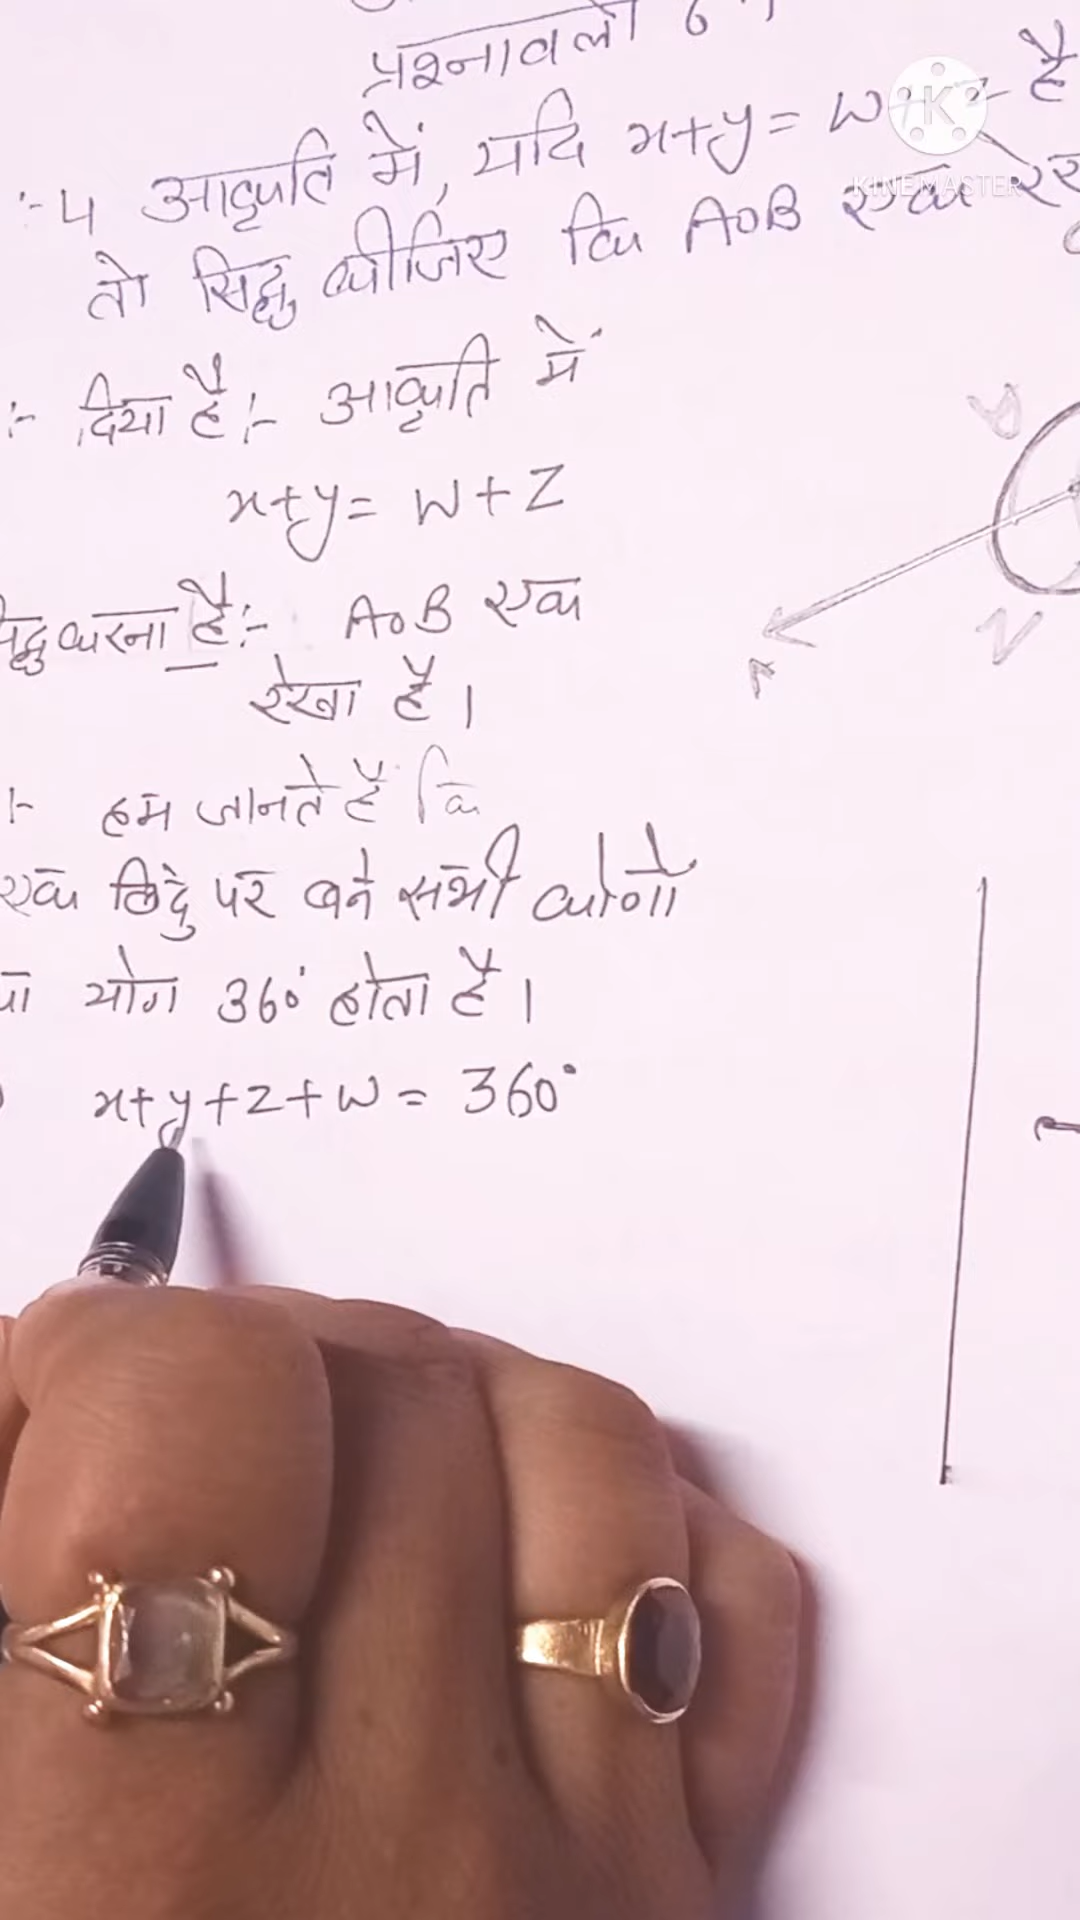 प्रश्नावली 6.1
:-4 आकृति में, यदि x+y= w+z है
तो सिद्ध कीजिए कि AOB एक
:- दिया है:- आकृति में
x+y= W+Z
करना है:- AOB एक
रेखा है।
:- हम जानते हैं कि
एक बिंदु पर बने सभी कोणों
योग 360° होता है।
x+y+z+w= 360°
KINEMASTER